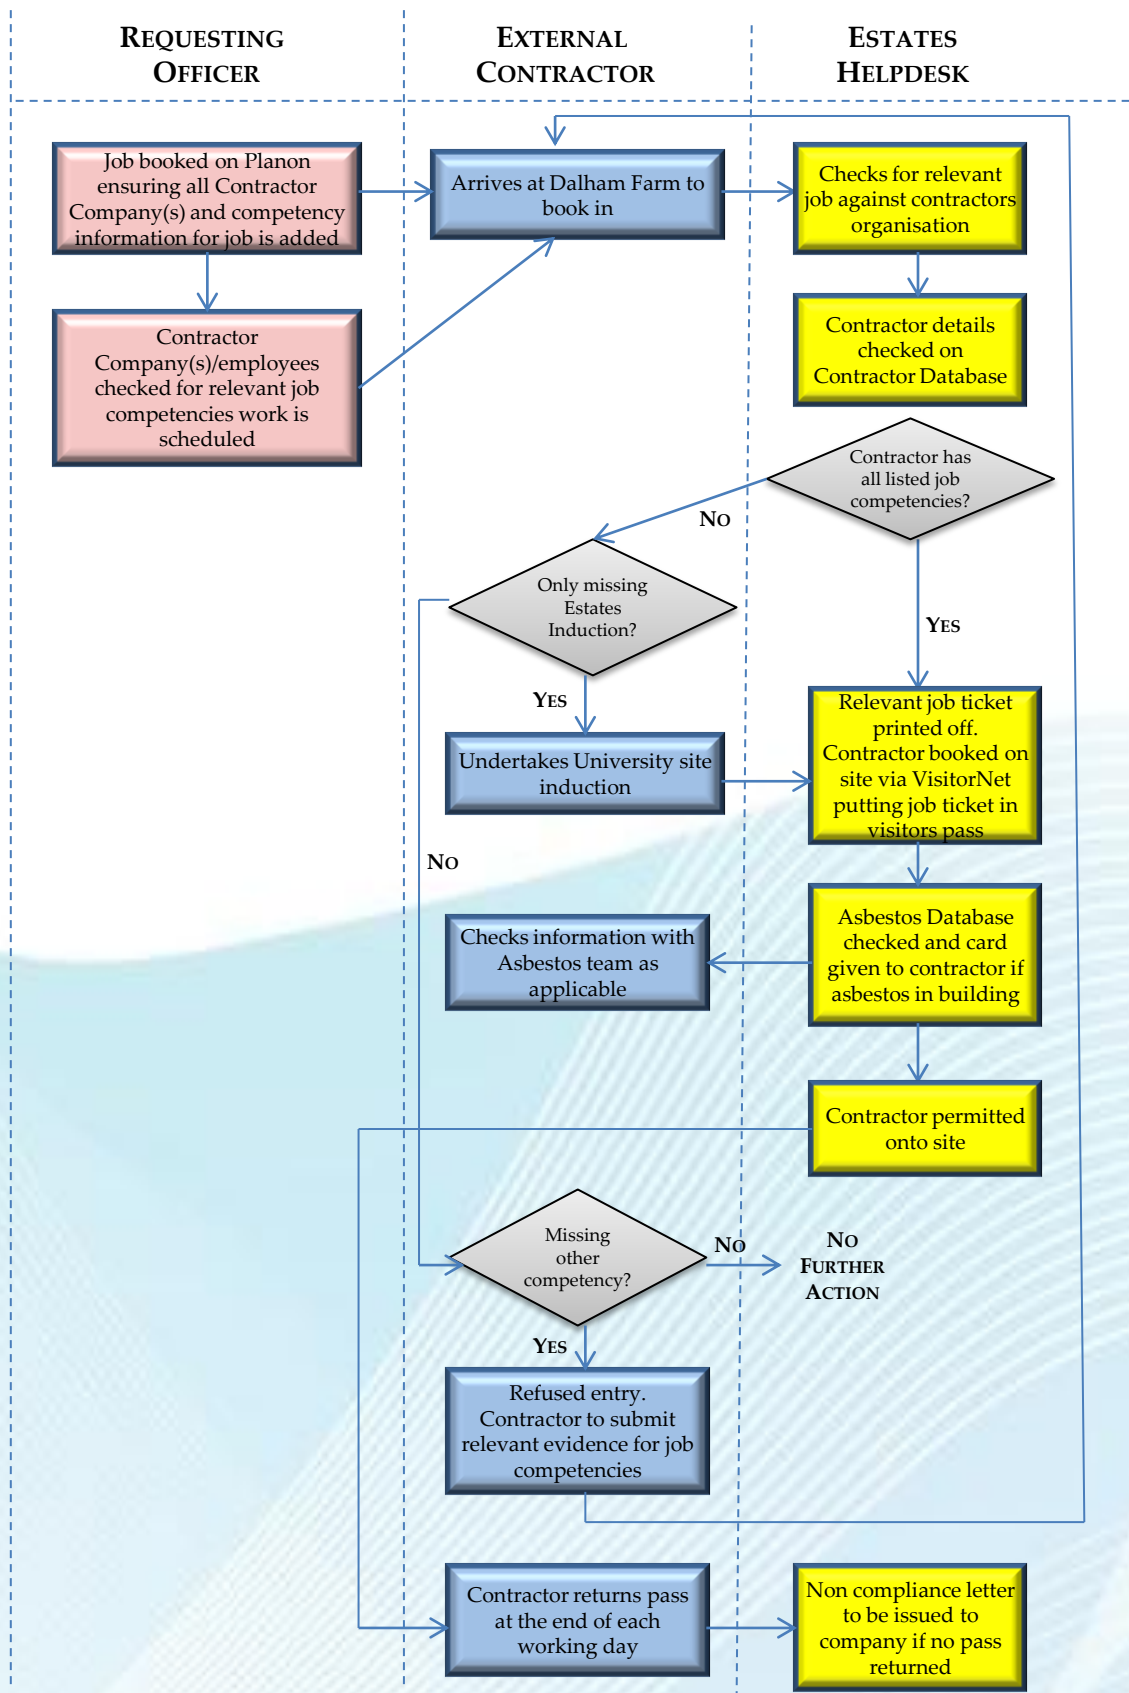 REQUESTING
OFFICER
EXTERNAL
CONTRACTOR
ESTATES
HELPDESK
Job booked on Planon
ensuring all Contractor
Company(s) and competency
information for job is added
Arrives at Dalham Farm to
book in
Checks for relevant
job against contractors
organisation
Contractor
Company(s)/employees
checked for relevant job
competencies work is
scheduled
Contractor details
checked on
Contractor Database
Contractor has
all listed job
competencies?
NO
Only missing
Estates
Induction?
YES
YES
Undertakes University site
induction
Relevant job ticket
printed off.
Contractor booked on
site via VisitorNet
putting job ticket in
visitors pass
NO
Checks information with
Asbestos team as
applicable
Asbestos Database
checked and card
given to contractor if
asbestos in building
Contractor permitted
onto site
Missing
other
competency?
NO
NO
FURTHER
ACTION
YES
Refused entry.
Contractor to submit
relevant evidence for job
competencies
Contractor returns pass
at the end of each
working day
Non compliance letter
to be issued to
company if no pass
returned